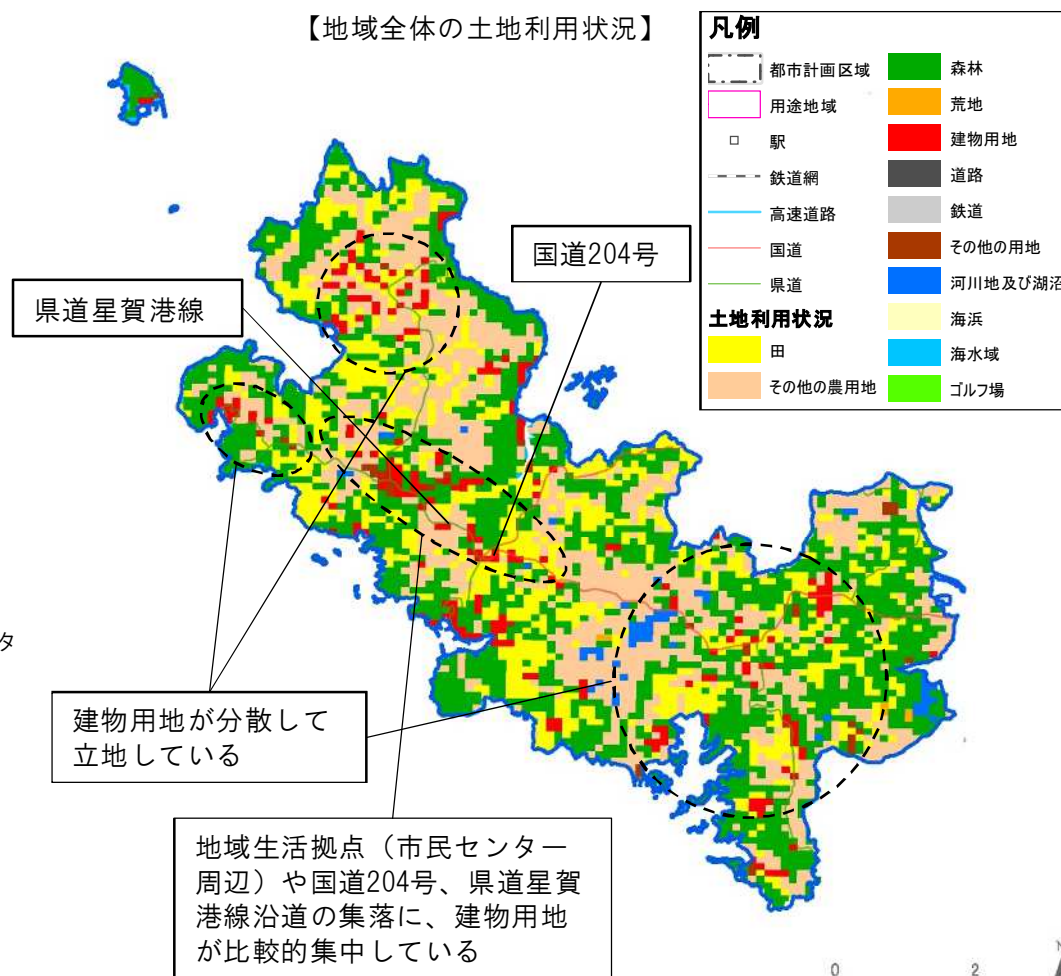 【地域全体の土地利用状況】
凡例
都市計画区域
用途地域
駅
鉄道網
高速道路
国道
県道
土地利用状況
田
その他の農用地
森林
荒地
建物用地
道路
鉄道
その他の用地
河川地及び湖沼
海浜
海水域
ゴルフ場
国道204号
県道星賀港線
タ
建物用地が分散して
立地している
地域生活拠点（市民センター
周辺）や国道204号、県道星賀
港線沿道の集落に、建物用地
が比較的集中している
0 2